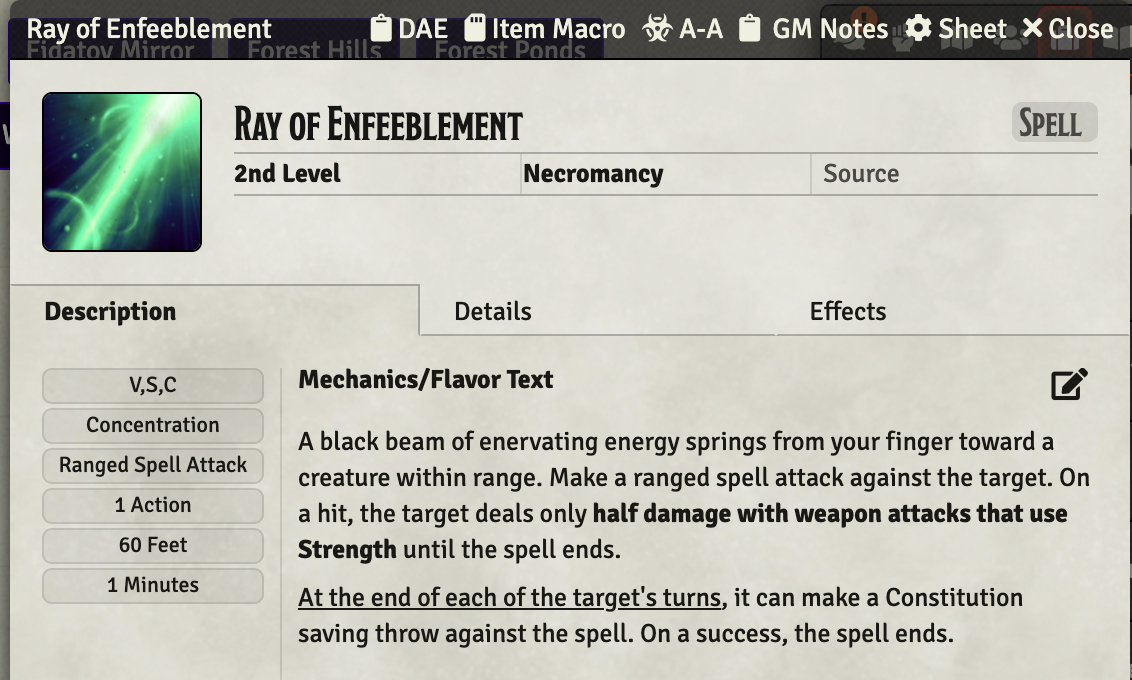 Ray of Enfeeblement DAE Item Macro A-A GM Notes Sheet Close
Figatov Mirror Forest Hills Forest Ponds
Ray of Enfeeblement
Spell
2nd Level Necromancy Source
Description Details Effects
V,S,C
Concentration
Ranged Spell Attack
1 Action
60 Feet
1 Minutes
Mechanics/Flavor Text
A black beam of enervating energy springs from your finger toward a
creature within range. Make a ranged spell attack against the target. On
a hit, the target deals only half damage with weapon attacks that use
Strength until the spell ends.
At the end of each of the target's turns, it can make a Constitution
saving throw against the spell. On a success, the spell ends.